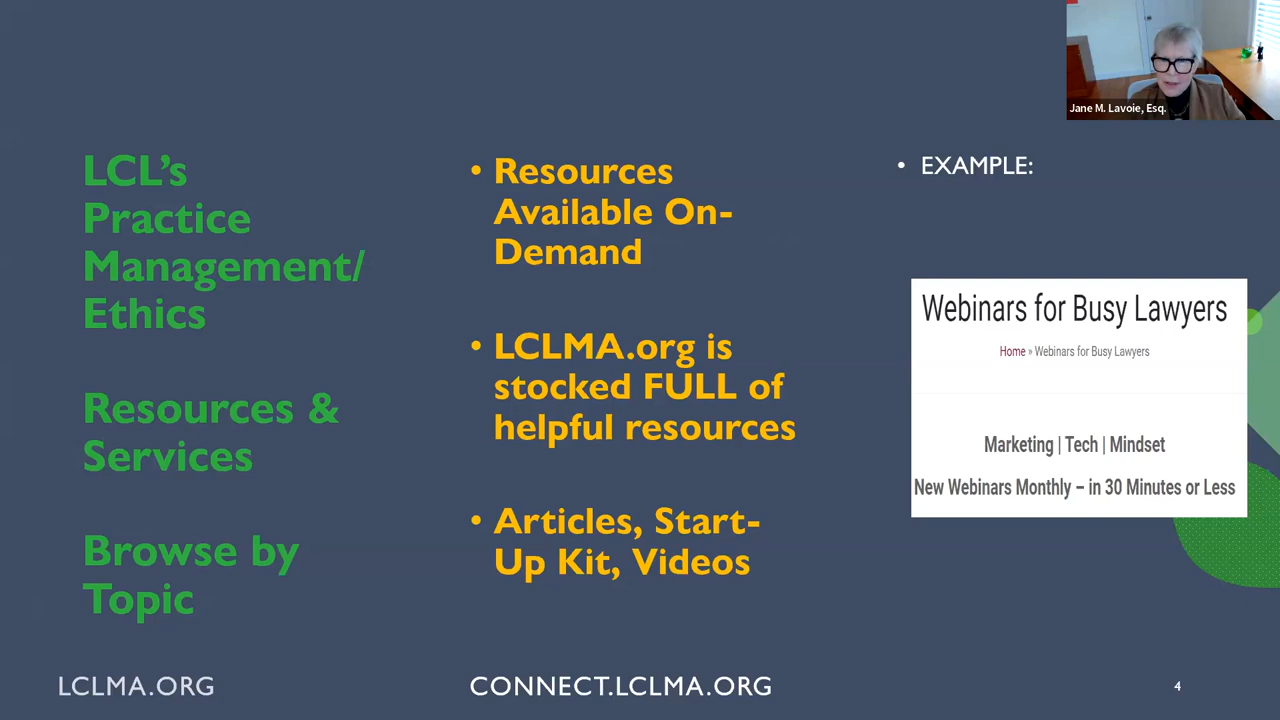 Jane M. Lavoie, Esq.
LCL’s
Practice
Management/
Ethics
Resources &
Services
Browse by
Topic
• Resources
Available On-
Demand
• LCLMA.org is
stocked FULL of
helpful resources
• Articles, Start-
Up Kit, Videos
• EXAMPLE:
Webinars for Busy Lawyers
Home » Webinars for Busy Lawyers
Marketing | Tech | Mindset
New Webinars Monthly – in 30 Minutes or Less
LCLMA.ORG
CONNECT.LCLMA.ORG
4